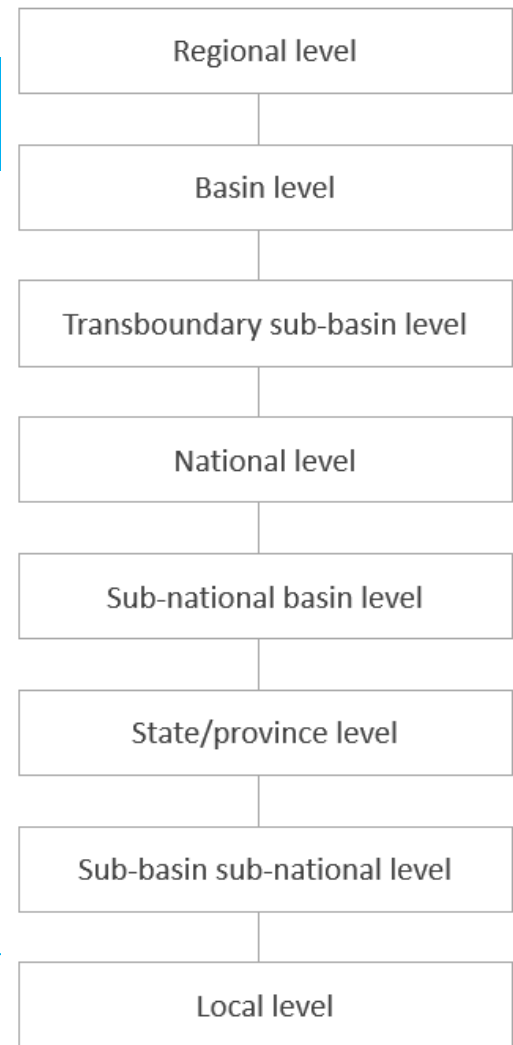 Regional level
Basin level
Transboundary sub-basin level
National level
Sub-national basin level
State/province level
Sub-basin sub-national level
Local level